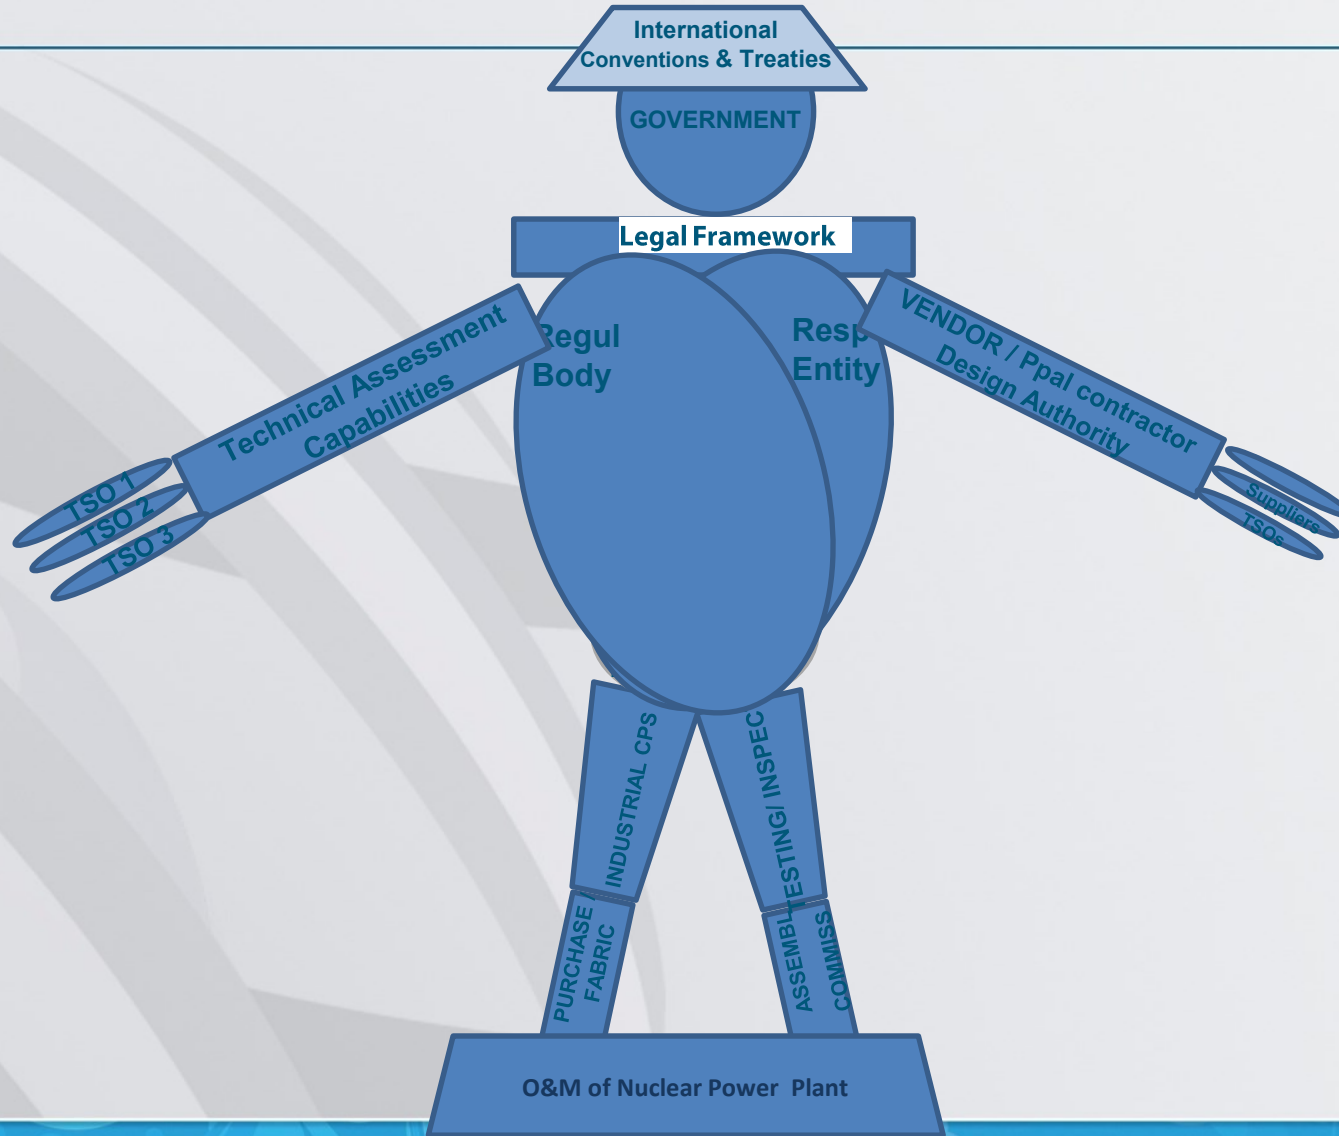 International
Conventions & Treaties
GOVERNMENT
Legal Framework
Regul
Body
Resp
Entity
Technical Assessment
Capabilities
VENDOR / Ppal contractor
Design Authority
TSO 1
TSO 2
TSO 3
Suppliers
TSOs
INDUSTRIAL CPS
TESTING/ INSPEC
PURCHASE /
FABRIC
ASSEMBL
COMMISS
O&M of Nuclear Power Plant